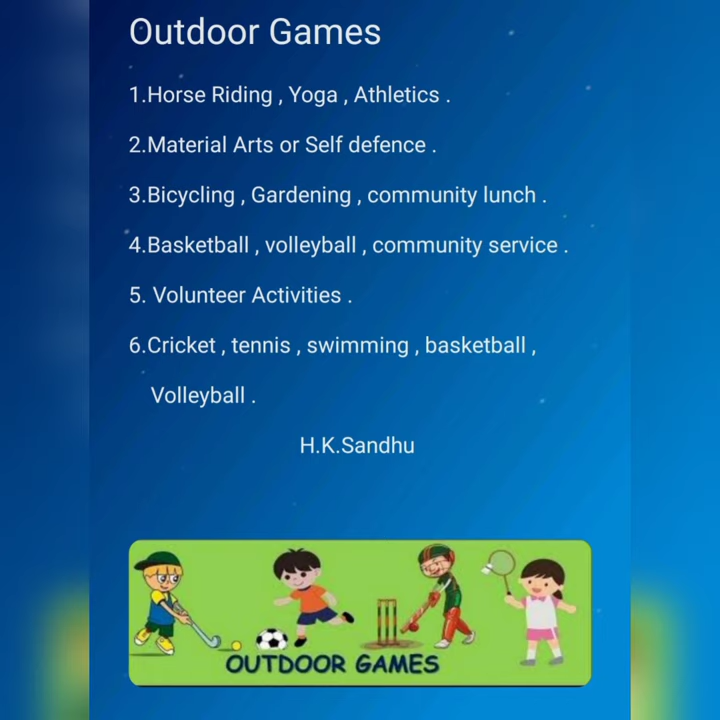 Outdoor Games
1.Horse Riding , Yoga , Athletics .
2.Material Arts or Self defence .
3.Bicycling , Gardening , community lunch .
4.Basketball , volleyball , community service .
5. Volunteer Activities .
6.Cricket , tennis , swimming , basketball ,
Volleyball .
H.K.Sandhu
OUTDOOR GAMES